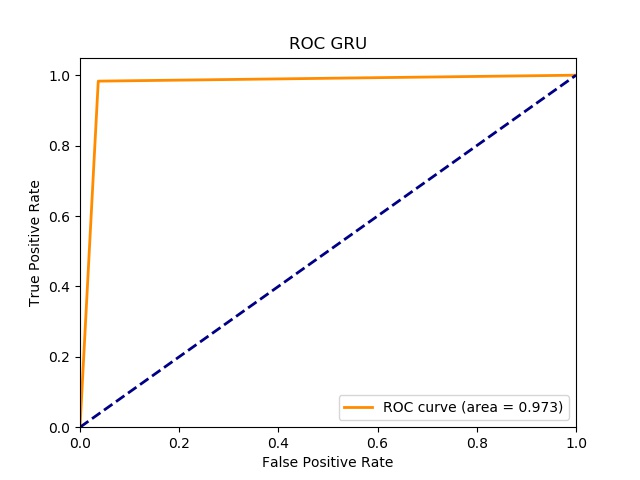 ROC GRU
True Positive Rate
1.0
0.8
0.6
0.4
0.2
0.0
ROC curve (area = 0.973)
0.0 0.2 0.4 0.6 0.8 1.0
False Positive Rate